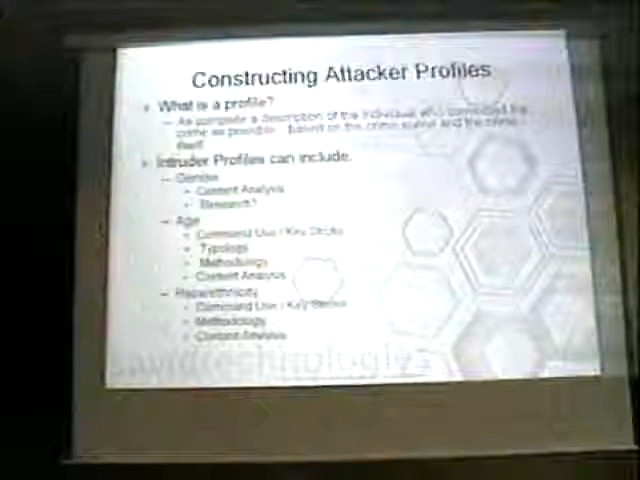 Constructing Attacker Profiles
What is a profile?
– As complete a description of the individual who committed the
crime as possible based on the crime scene and the crime
itself
Intruder Profiles can include:
– Gender
Content Analysis
Research?
– Age
Command Use / Key Stroke
Typology
Methodology
Content Analysis
– Race/ethnicity
Command Use / Key Stroke
Methodology
Content Analysis